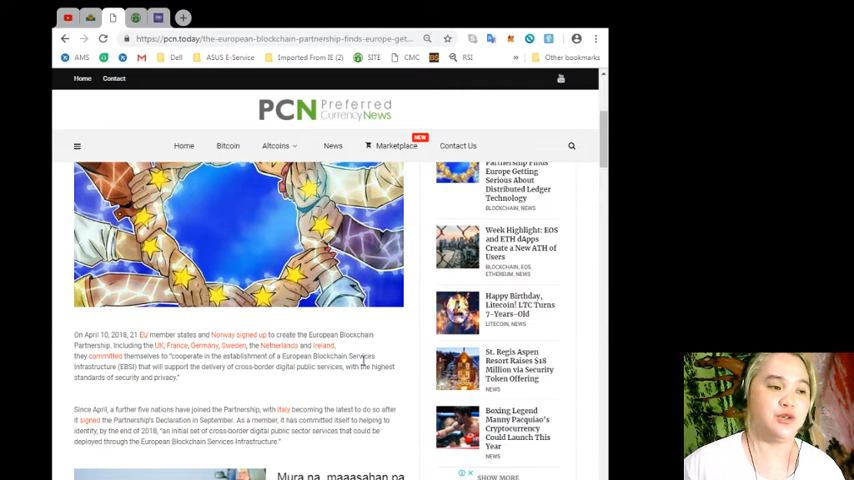 https://pcn.today/the-european-blockchain-partnership-finds-europe-get...
AMS
Dell
ASUS E-Service
Imported From IE (2)
SITE
CMC
RSI
»
Other bookmarks
Home
Contact
PCN Preferred
Currency News
NEW
Home
Bitcoin
Altcoins
News
Marketplace
Contact Us
On April 10, 2018, 21 EU member states and Norway signed up to create the European Blockchain
Partnership. Including the UK, France, Germany, Sweden, the Netherlands and Ireland,
they committed themselves to "cooperate in the establishment of a European Blockchain Services
Infrastructure (EBSI) that will support the delivery of cross-border digital public services, with the highest
standards of security and privacy."
Since April, a further five nations have joined the Partnership, with Italy becoming the latest to do so after
it signed the Partnership's Declaration in September. As a member, it has committed itself to helping to
identify, by the end of 2018, "an initial set of cross-border digital public sector services that could be
deployed through the European Blockchain Services Infrastructure."
Mura na, maaasahan pa
Partnership Finds
Europe Getting
Serious About
Distributed Ledger
Technology
BLOCKCHAIN, NEWS
Week Highlight: EOS
and ETH dApps
Create a New ATH of
Users
BLOCKCHAIN, EOS,
ETHEREUM, NEWS
Happy Birthday,
Litecoin! LTC Turns
7-Years-Old
LITECOIN, NEWS
St. Regis Aspen
Resort Raises $18
Million via Security
Token Offering
NEWS
Boxing Legend
Manny Pacquiao's
Cryptocurrency
Could Launch This
Year
NEWS
SHOW MORE